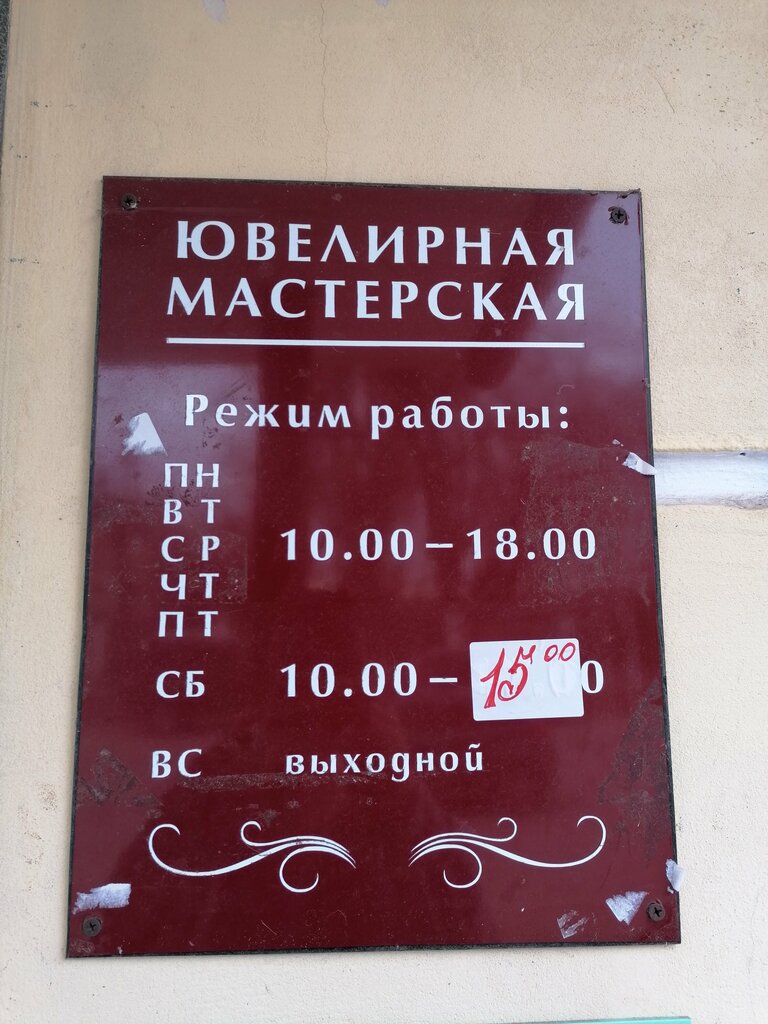 ЮВЕЛИРНАЯ
МАСТЕРСКАЯ
Режим работы:
ПН
ВТ
СР 10.00–18.00
ЧТ
ПТ
СБ 10.00– 15 00
ВС выходной